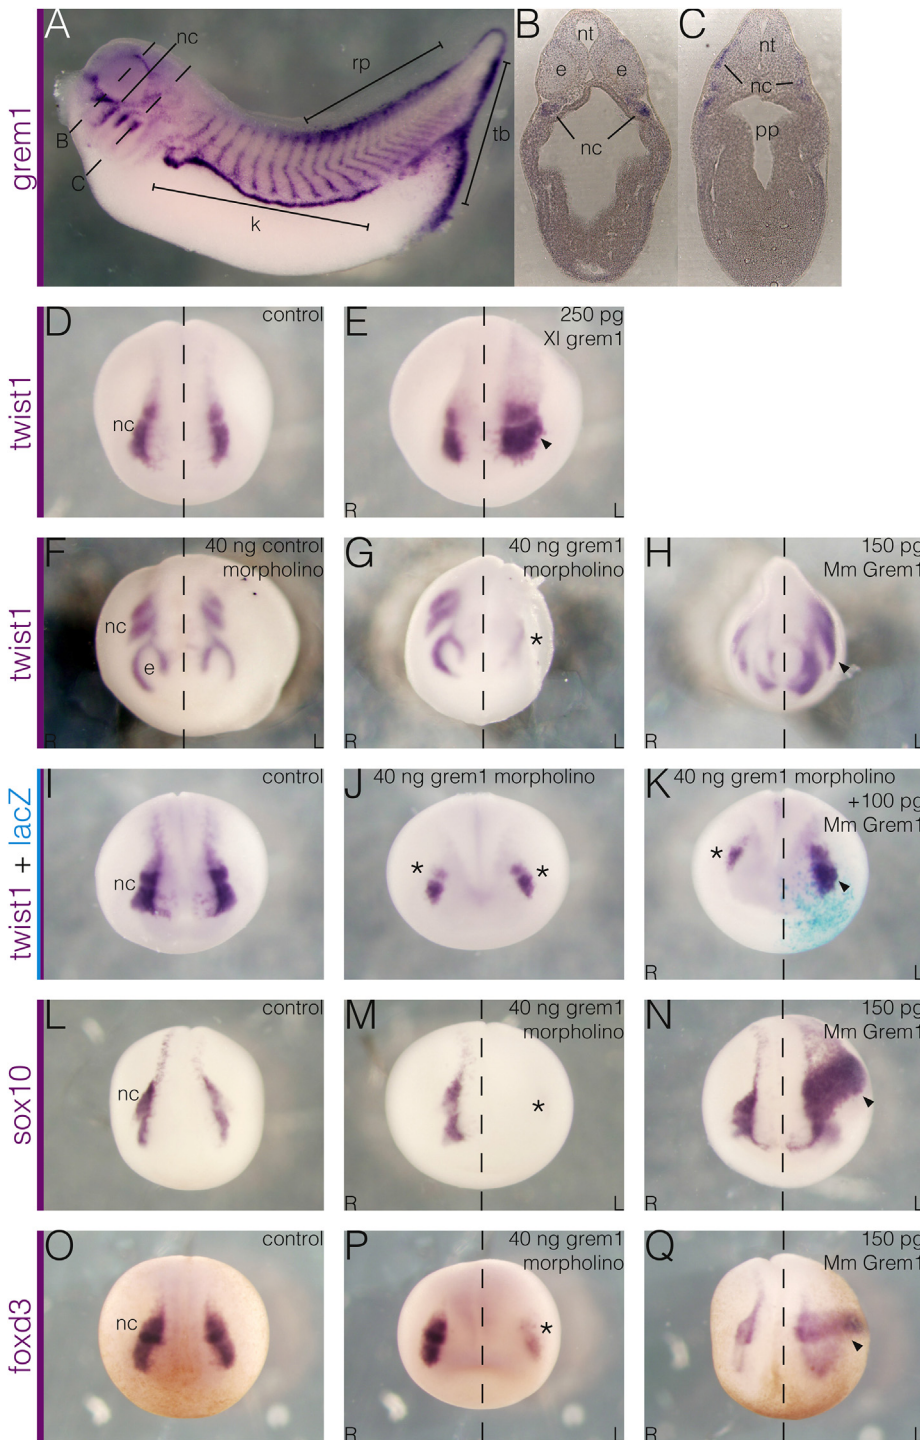 grem1
A
nc
rp
tb
B
C
k
B
nt
e
e
nc
C
nt
nc
pp
twist1
D
control
nc
E
250 pg
Xl grem1
R
L
twist1
F
40 ng control
morpholino
nc
e
R
L
G
40 ng grem1
morpholino
*
R
L
H
150 pg
Mm Grem1
R
L
twist1 + lacZ
I
control
nc
J
40 ng grem1 morpholino
*
*
K
40 ng grem1 morpholino
+100 pg
Mm Grem1
*
R
L
sox10
L
control
nc
M
40 ng grem1
morpholino
*
R
L
N
150 pg
Mm Grem1
R
L
foxd3
O
control
nc
P
40 ng grem1
morpholino
*
R
L
Q
150 pg
Mm Grem1
R
L